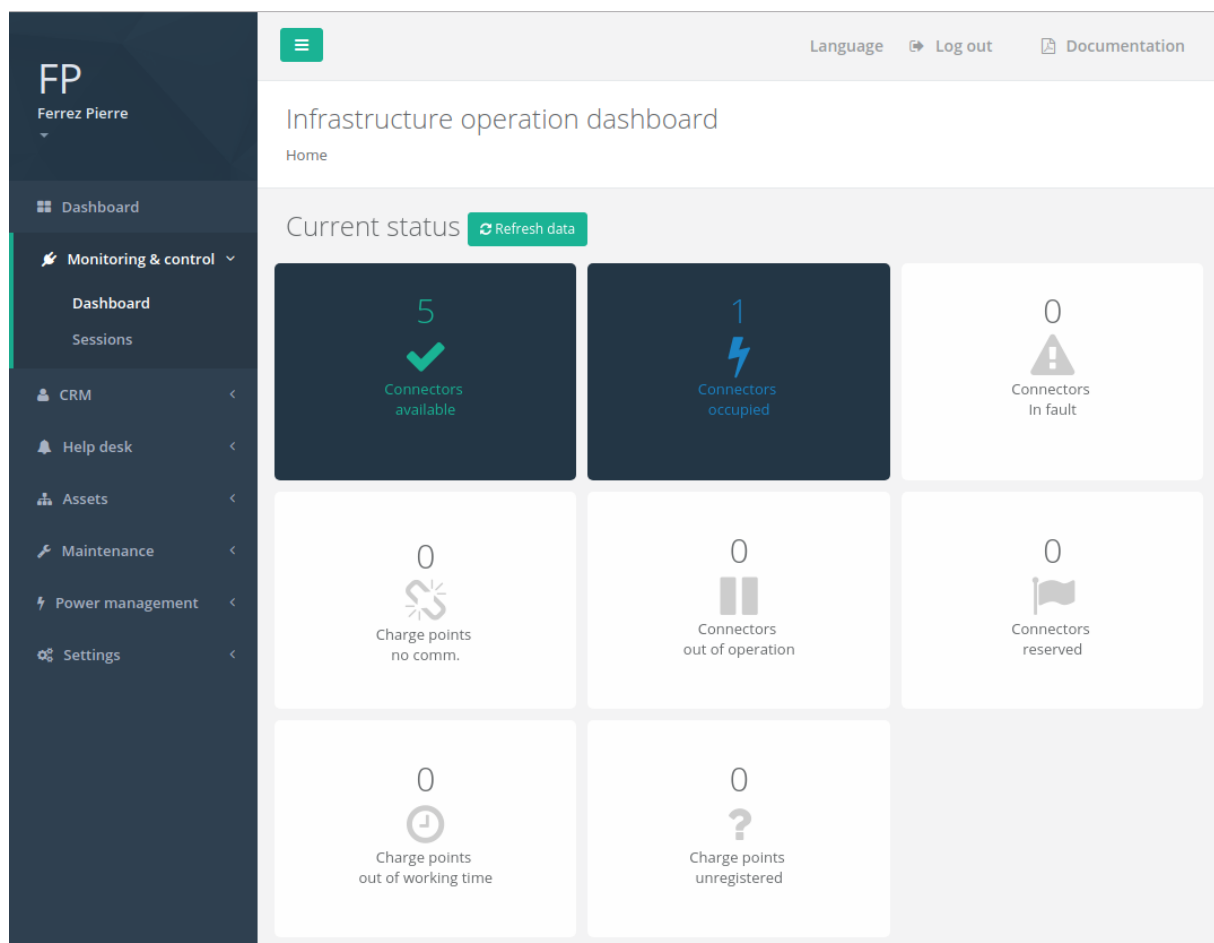 FP
Ferrez Pierre
Dashboard
Monitoring & control
Dashboard
Sessions
CRM
Help desk
Assets
Maintenance
Power management
Settings
Language Log out Documentation
Infrastructure operation dashboard
Home
Current status Refresh data
5
Connectors
available
1
Connectors
occupied
0
Connectors
In fault
0
Charge points
no comm.
0
Connectors
out of operation
0
Connectors
reserved
0
Charge points
out of working time
0
Charge points
unregistered